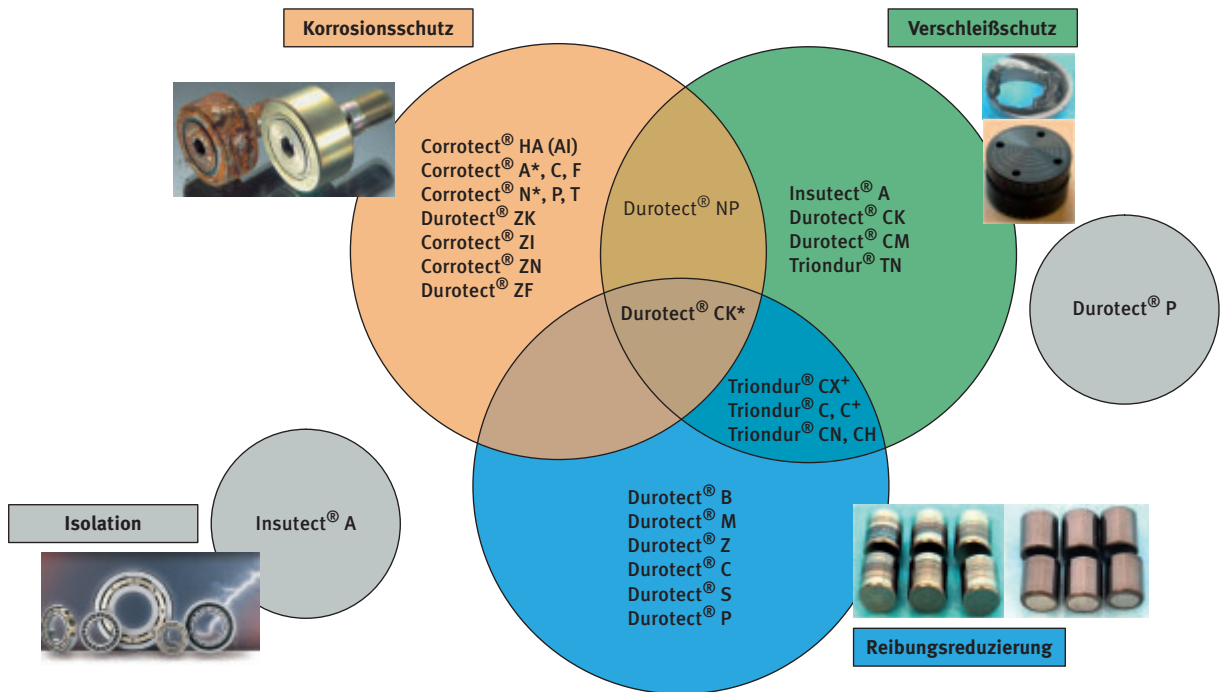 Korrosionsschutz
Verschleißschutz
Corrotect® HA (AI)
Corrotect® A*, C, F
Corrotect® N*, P, T
Durotect® ZK
Corrotect® ZI
Corrotect® ZN
Durotect® ZF
Durotect® NP
Insutect® A
Durotect® CK
Durotect® CM
Triondur® TN
Durotect® P
Durotect® CK*
Triondur® CX⁺
Triondur® C, C⁺
Triondur® CN, CH
Isolation
Insutect® A
Durotect® B
Durotect® M
Durotect® Z
Durotect® C
Durotect® S
Durotect® P
Reibungsreduzierung